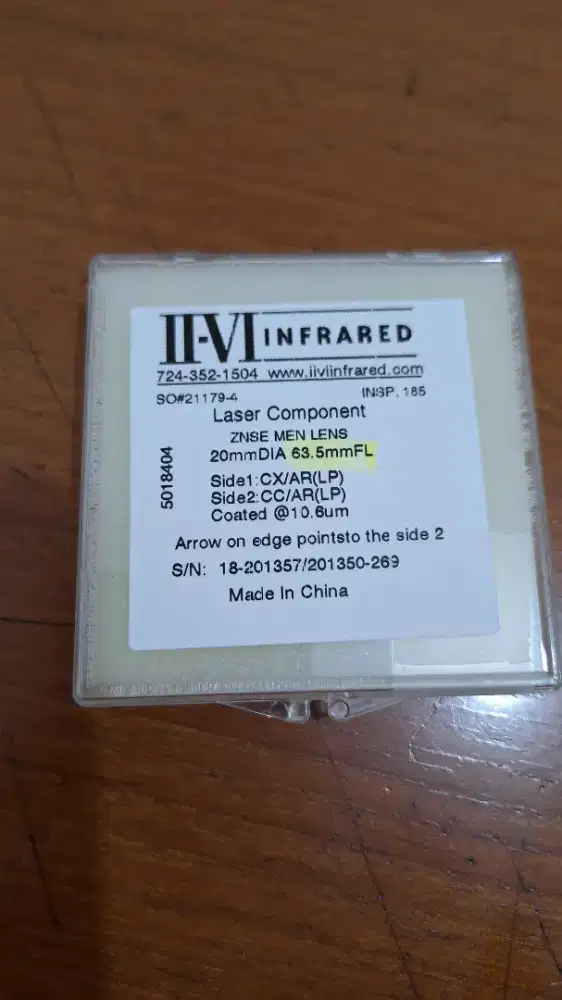 II-VI INFRARED
724-352-1504 www.iiviinfrared.com
SO#21179-4 INSP.185
Laser Component
ZNSE MEN LENS
20mmDIA 63.5mmFL
5018404
Side1:CX/AR(LP)
Side2:CC/AR(LP)
Coated @10.6um
Arrow on edge pointsto the side 2
S/N: 18-201357/201350-269
Made In China